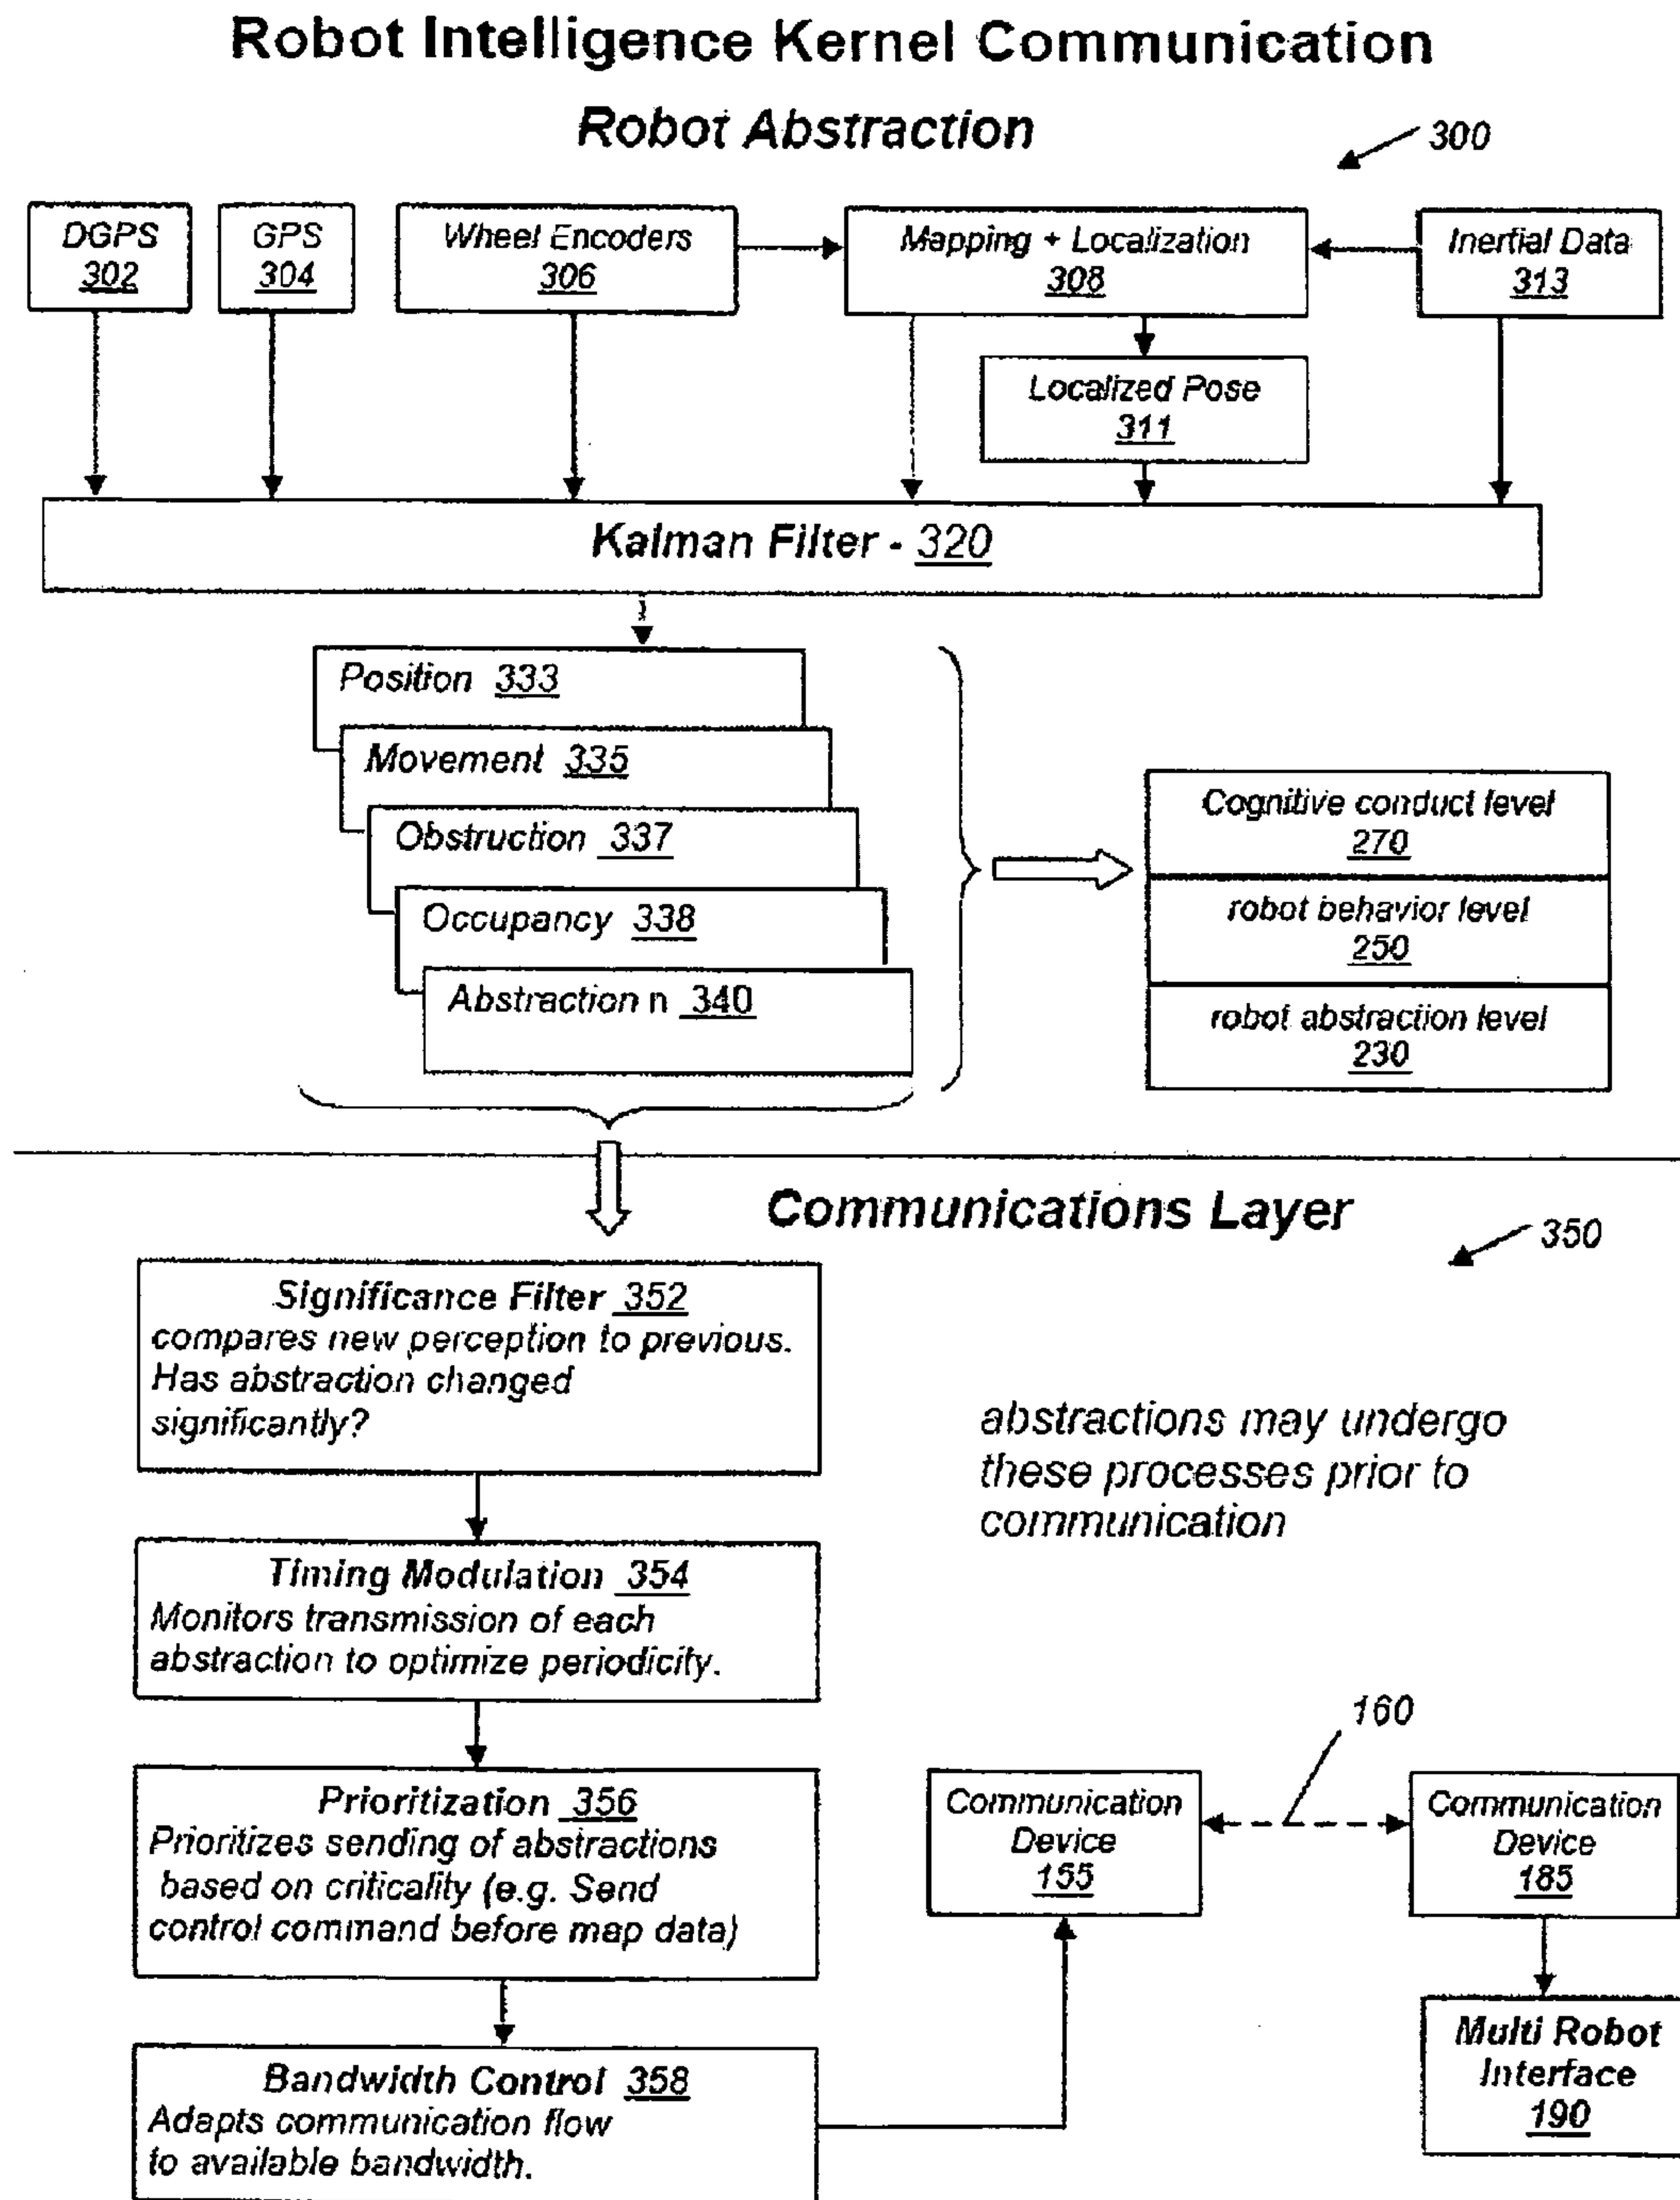 Robot Intelligence Kernel Communication
Robot Abstraction
300
DGPS
302
GPS
304
Wheel Encoders
306
Mapping + Localization
308
Inertial Data
313
Localized Pose
311
Kalman Filter - 320
Position 333
Movement 335
Obstruction 337
Occupancy 338
Abstraction n 340
Cognitive conduct level
270
robot behavior level
250
robot abstraction level
230
Communications Layer
350
Significance Filter 352
compares new perception to previous.
Has abstraction changed
significantly?
abstractions may undergo
these processes prior to
communication
Timing Modulation 354
Monitors transmission of each
abstraction to optimize periodicity.
160
Prioritization 356
Prioritizes sending of abstractions
based on criticality (e.g. Send
control command before map data)
Communication
Device
155
Communication
Device
185
Multi Robot
Interface
190
Bandwidth Control 358
Adapts communication flow
to available bandwidth.